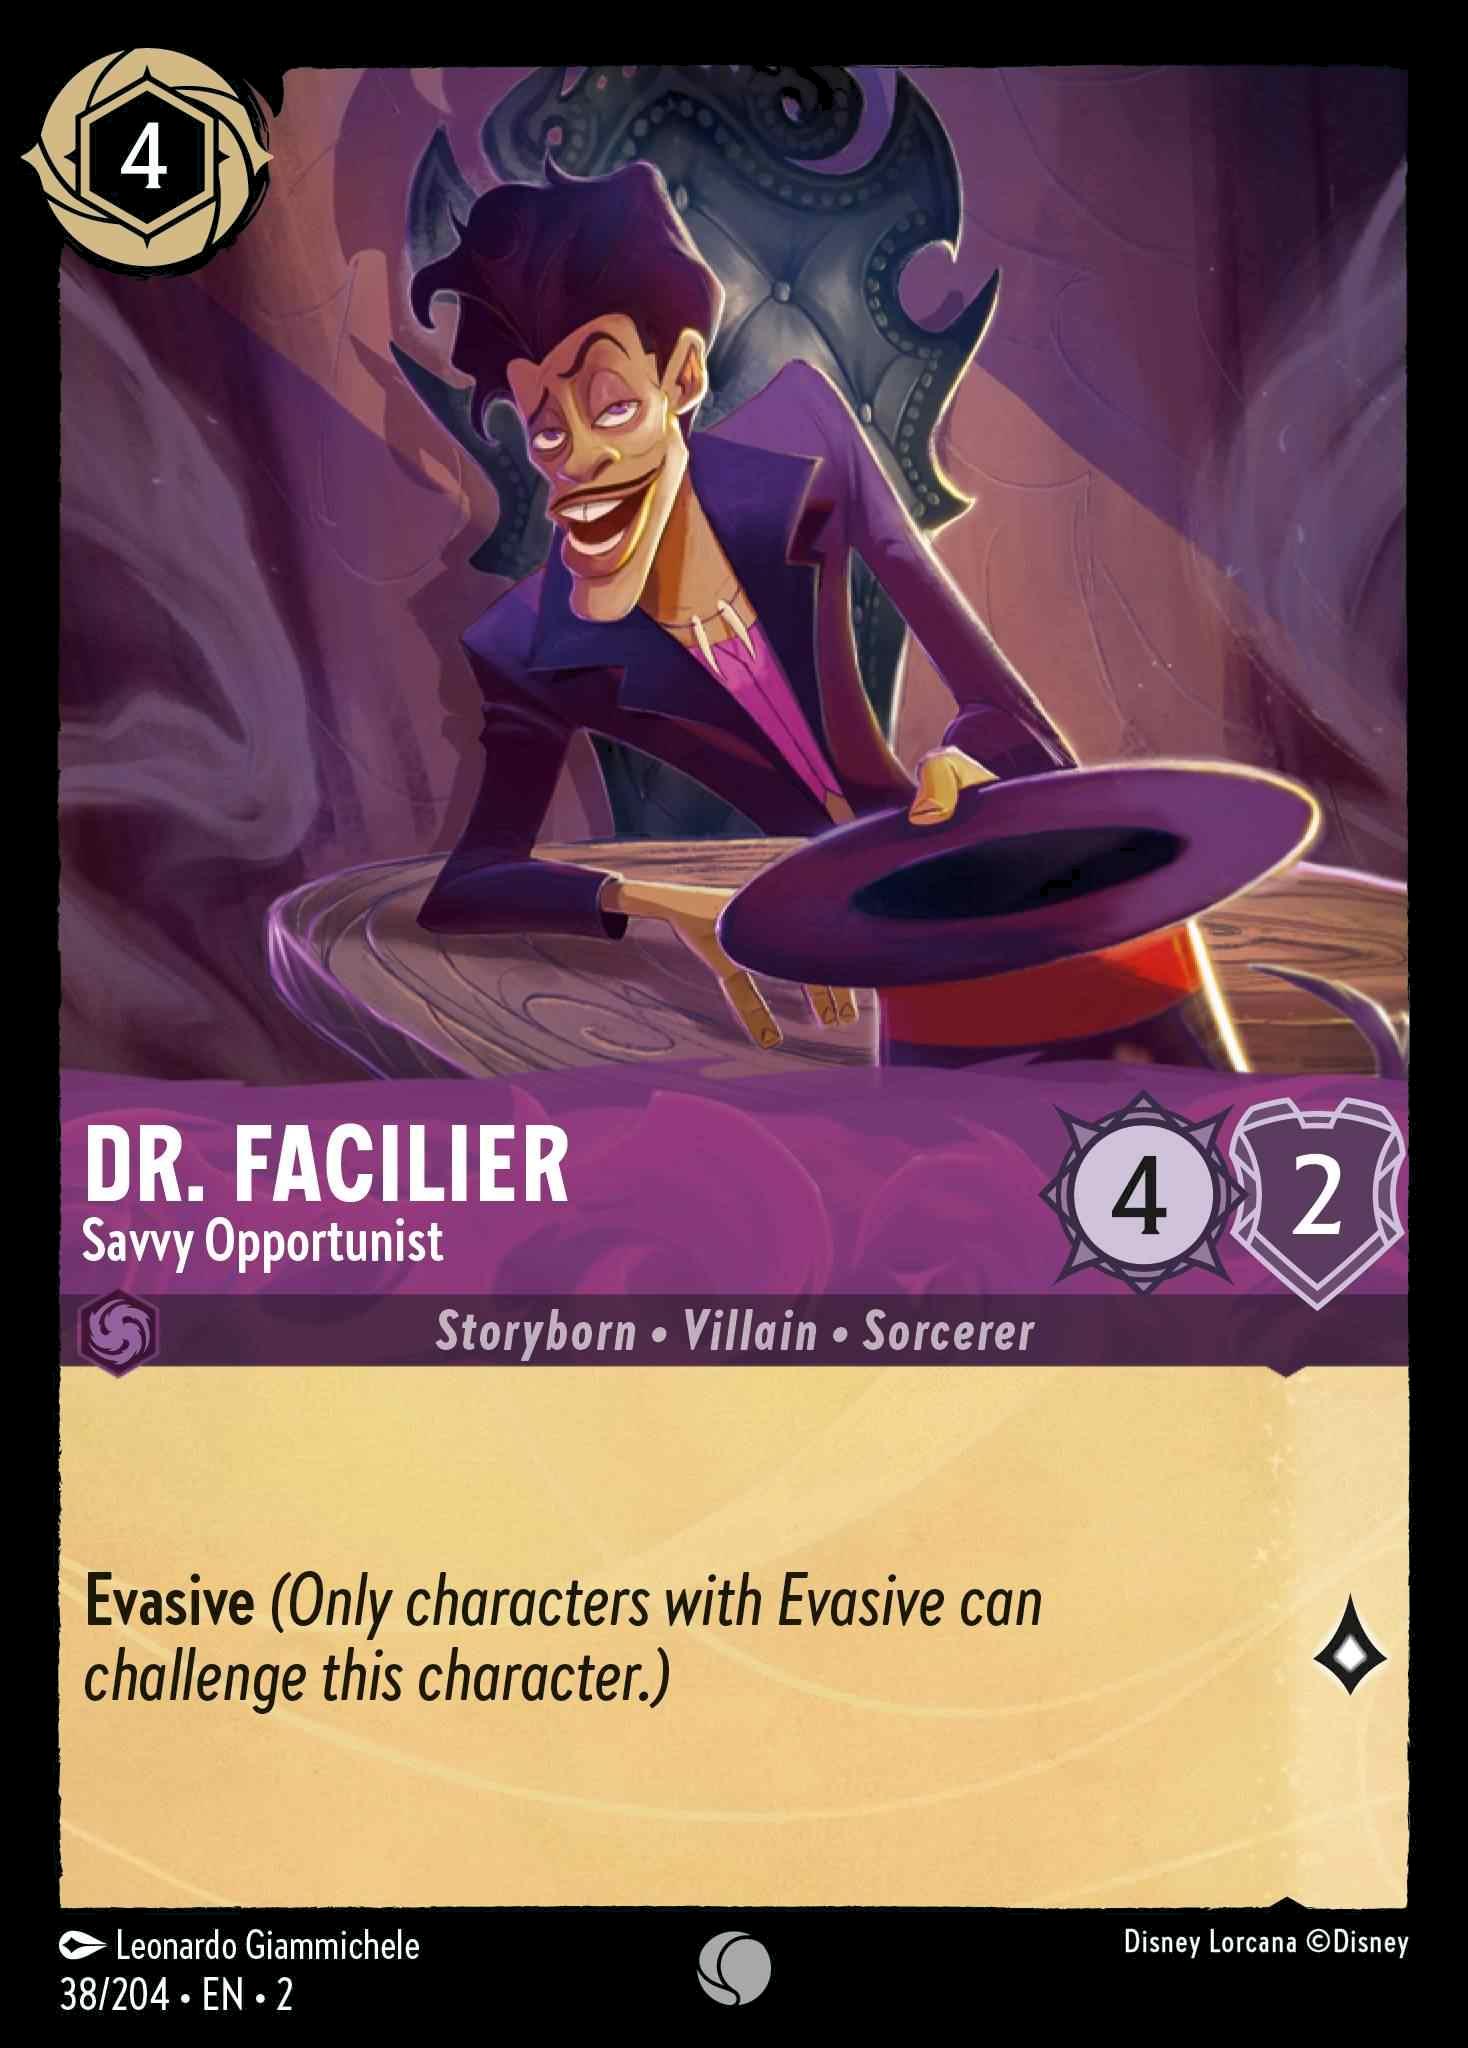 4
DR. FACILIER
Savvy Opportunist
4
2
Storyborn • Villain • Sorcerer
Evasive (Only characters with Evasive can
challenge this character.)
Leonardo Giammichele
38/204 • EN • 2
Disney Lorcana ©Disney